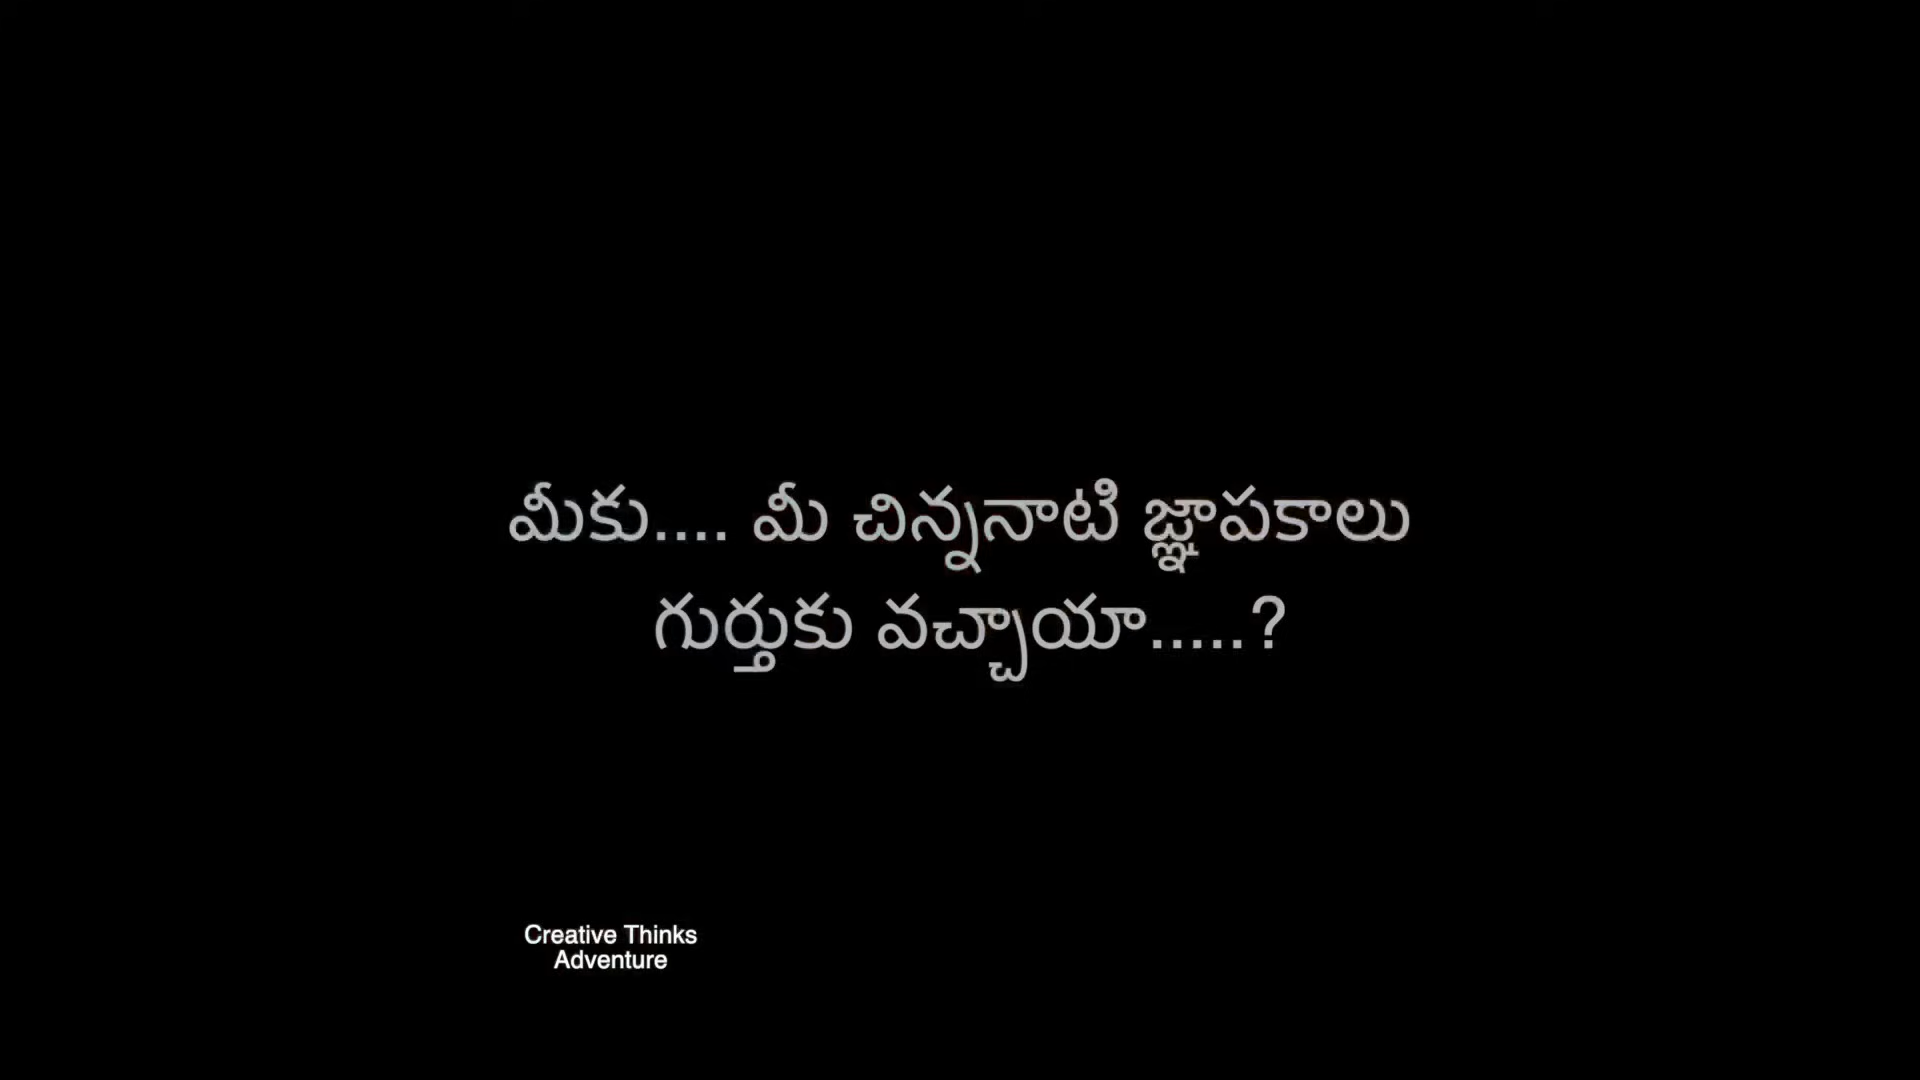 మీకు.... మీ చిన్ననాటి జ్ఞాపకాలు
గుర్తుకు వచ్చాయా.....?
Creative Thinks
Adventure